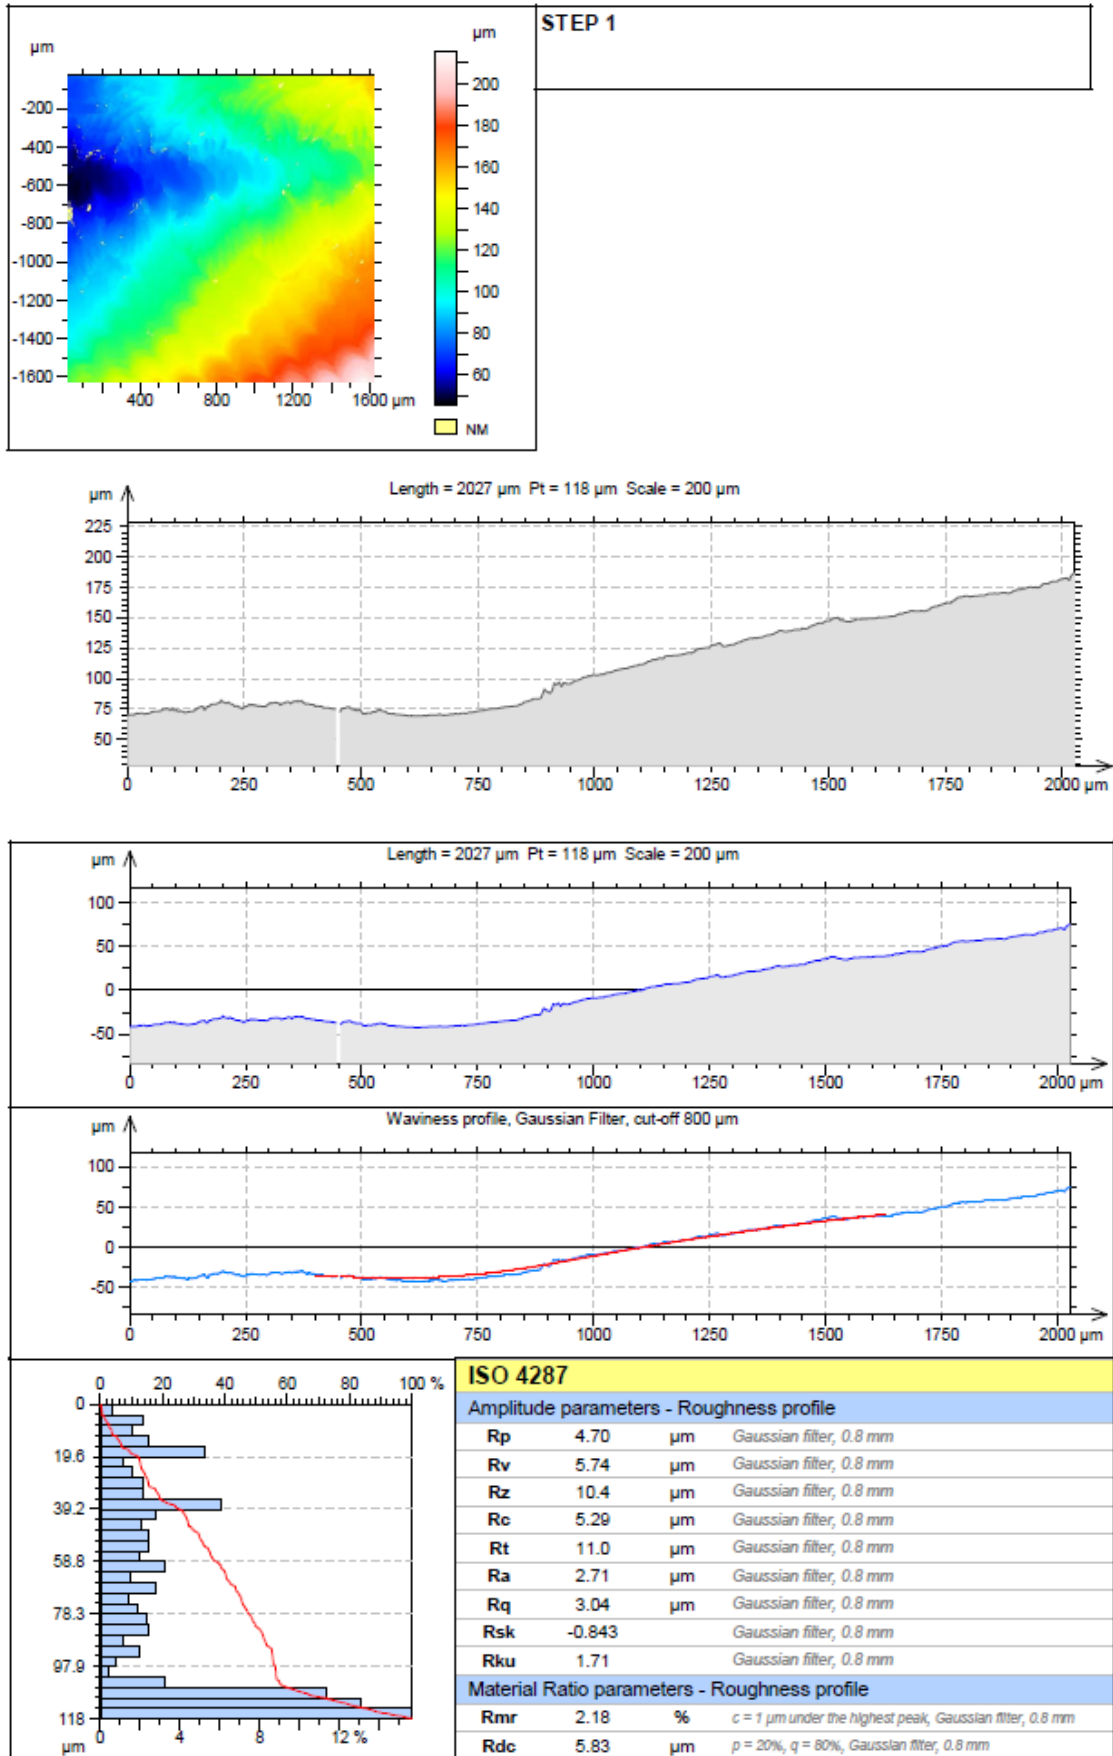 STEP 1
µm
µm
-200
-400
-600
-800
-1000
-1200
-1400
-1600
400 800 1200 1600 µm
200
180
160
140
120
100
80
60
NM
Length = 2027 µm Pt = 118 µm Scale = 200 µm
µm
225
200
175
150
125
100
75
50
0 250 500 750 1000 1250 1500 1750 2000 µm
Length = 2027 µm Pt = 118 µm Scale = 200 µm
µm
100
50
0
-50
0 250 500 750 1000 1250 1500 1750 2000 µm
Waviness profile, Gaussian Filter, cut-off 800 µm
µm
100
50
0
-50
0 250 500 750 1000 1250 1500 1750 2000 µm
0 20 40 60 80 100 %
0
19.6
39.2
58.8
78.3
97.9
118
µm
0 4 8 12 %
ISO 4287
Amplitude parameters - Roughness profile
Rp 4.70 µm Gaussian filter, 0.8 mm
Rv 5.74 µm Gaussian filter, 0.8 mm
Rz 10.4 µm Gaussian filter, 0.8 mm
Rc 5.29 µm Gaussian filter, 0.8 mm
Rt 11.0 µm Gaussian filter, 0.8 mm
Ra 2.71 µm Gaussian filter, 0.8 mm
Rq 3.04 µm Gaussian filter, 0.8 mm
Rsk -0.843 Gaussian filter, 0.8 mm
Rku 1.71 Gaussian filter, 0.8 mm
Material Ratio parameters - Roughness profile
Rmr 2.18 % c = 1 µm under the highest peak, Gaussian filter, 0.8 mm
Rdc 5.83 µm p = 20%, q = 80%, Gaussian filter, 0.8 mm